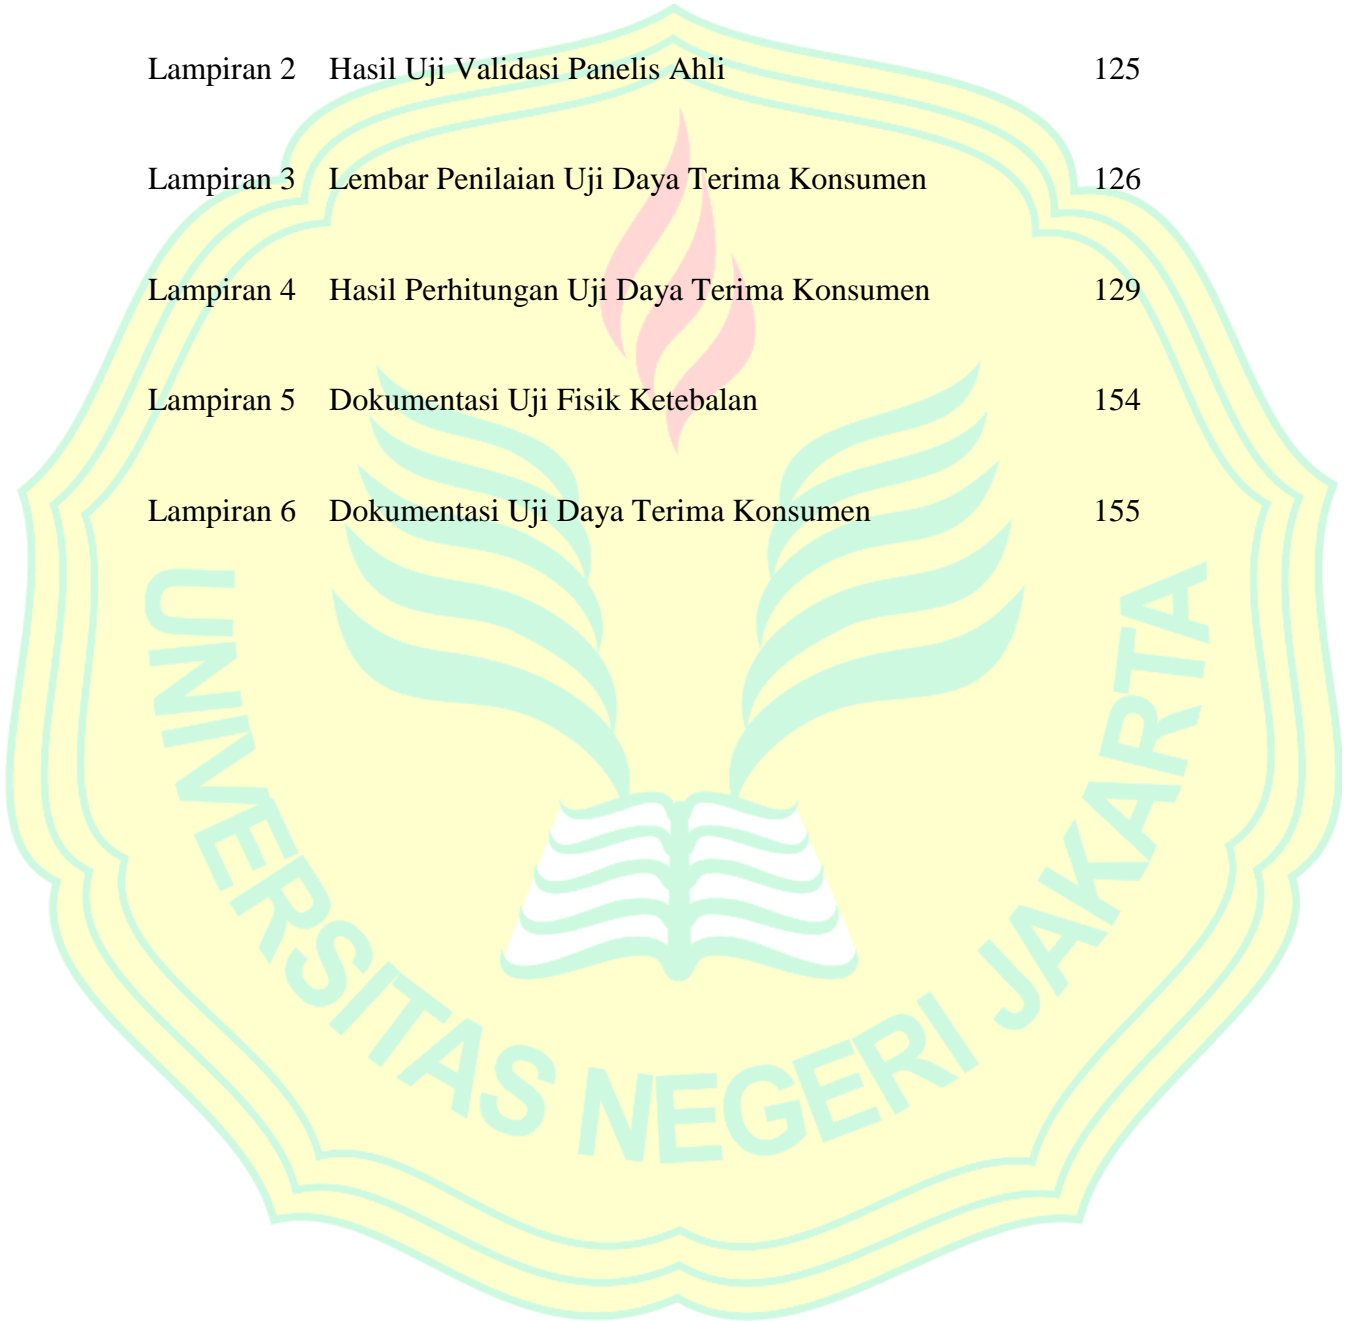 Lampiran 2 Hasil Uji Validasi Panelis Ahli 125
Lampiran 3 Lembar Penilaian Uji Daya Terima Konsumen 126
Lampiran 4 Hasil Perhitungan Uji Daya Terima Konsumen 129
Lampiran 5 Dokumentasi Uji Fisik Ketebalan 154
Lampiran 6 Dokumentasi Uji Daya Terima Konsumen 155
UNIVERSITAS NEGERI JAKARTA